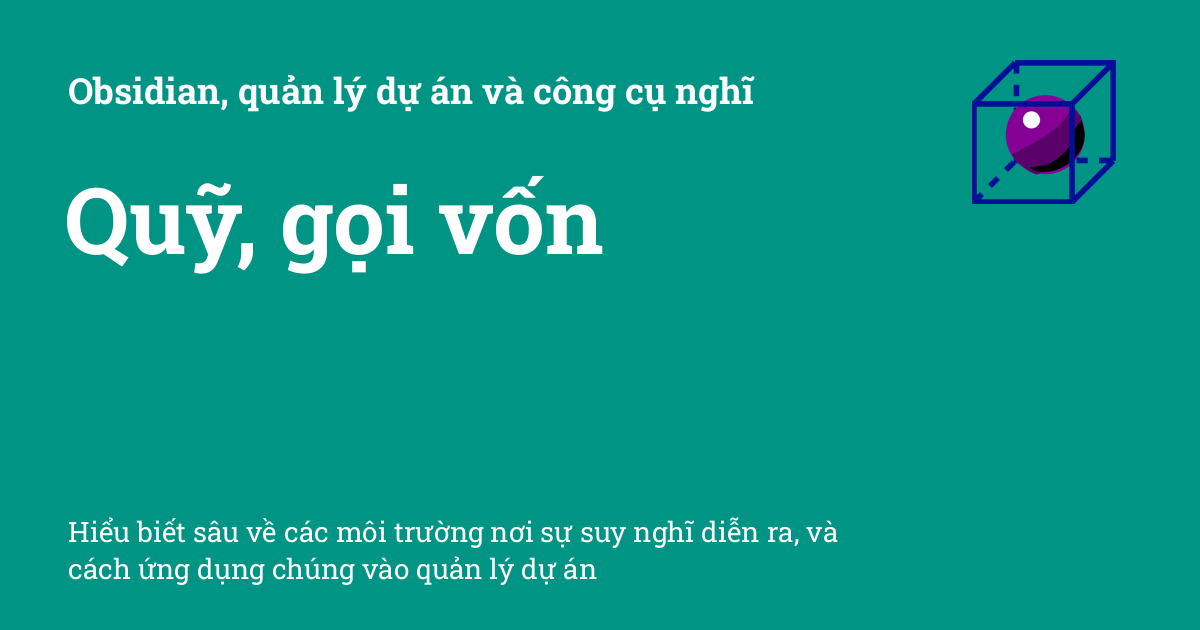 Obsidian, quản lý dự án và công cụ nghĩ
Quỹ, gọi vốn
Hiểu biết sâu về các môi trường nơi sự suy nghĩ diễn ra, và
cách ứng dụng chúng vào quản lý dự án